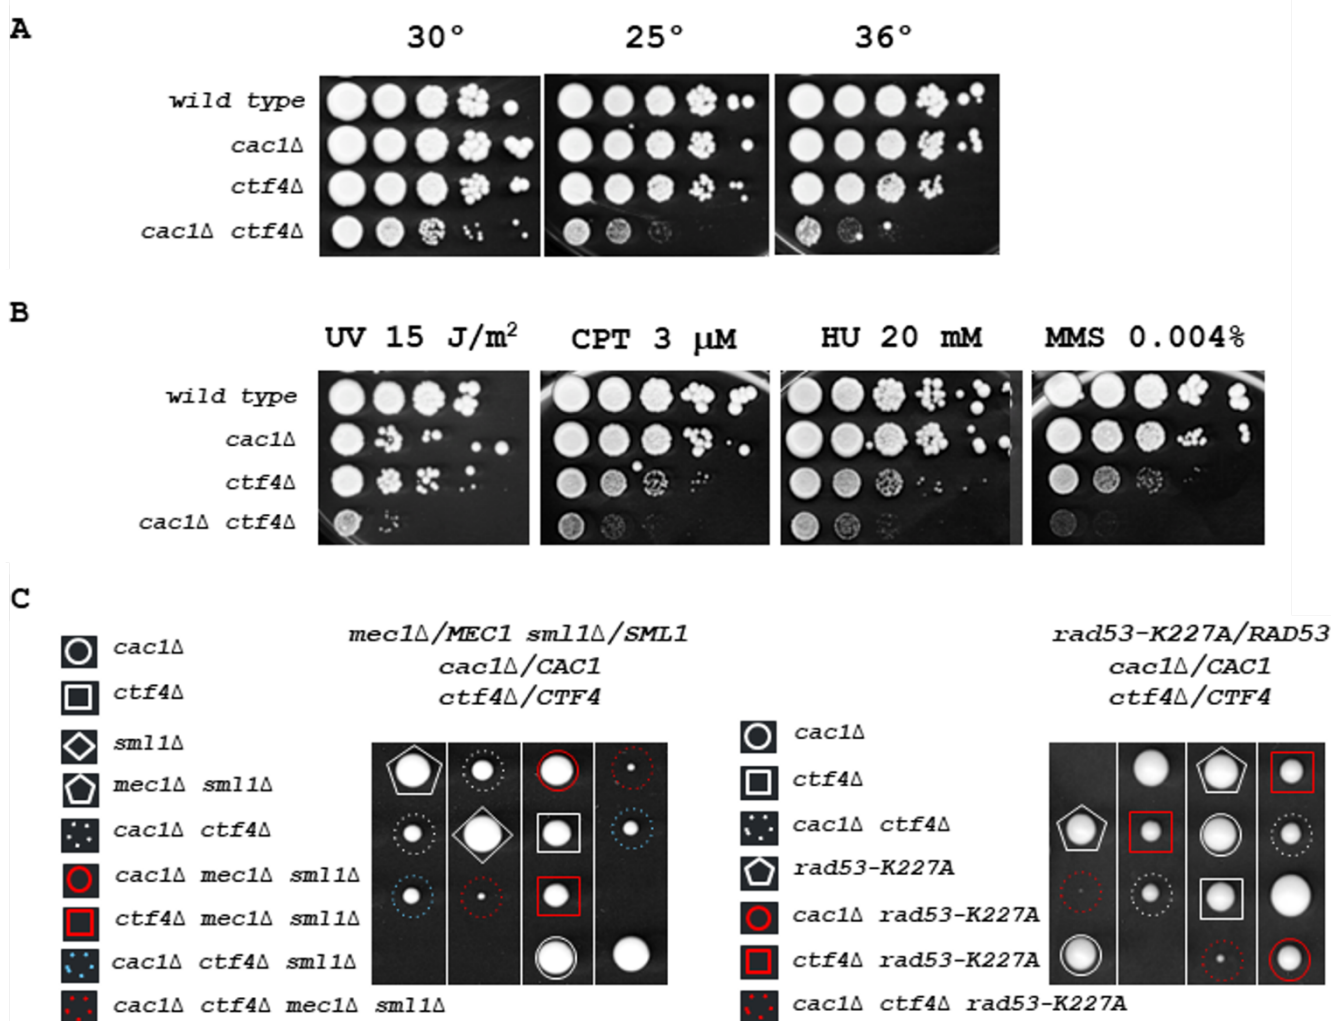 A
30° 25° 36°
wild type
cac1Δ
ctf4Δ
cac1Δ ctf4Δ
B
UV 15 J/m² CPT 3 μM HU 20 mM MMS 0.004%
wild type
cac1Δ
ctf4Δ
cac1Δ ctf4Δ
C
mec1Δ/MEC1 sml1Δ/SML1
cac1Δ/CAC1
ctf4Δ/CTF4
cac1Δ
ctf4Δ
sml1Δ
mec1Δ sml1Δ
cac1Δ ctf4Δ
cac1Δ mec1Δ sml1Δ
ctf4Δ mec1Δ sml1Δ
cac1Δ ctf4Δ sml1Δ
cac1Δ ctf4Δ mec1Δ sml1Δ
rad53-K227A/RAD53
cac1Δ/CAC1
ctf4Δ/CTF4
cac1Δ
ctf4Δ
cac1Δ ctf4Δ
rad53-K227A
cac1Δ rad53-K227A
ctf4Δ rad53-K227A
cac1Δ ctf4Δ rad53-K227A